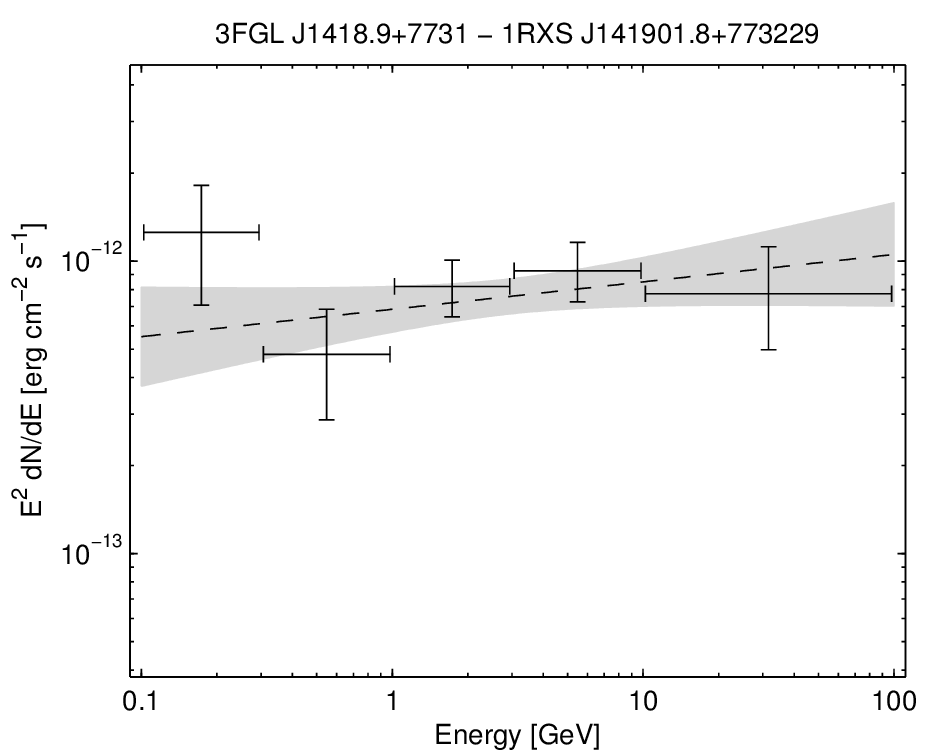 3FGL J1418.9+7731 − 1RXS J141901.8+773229
E² dN/dE [erg cm⁻² s⁻¹]
10⁻¹²
10⁻¹³
0.1 1 10 100
Energy [GeV]